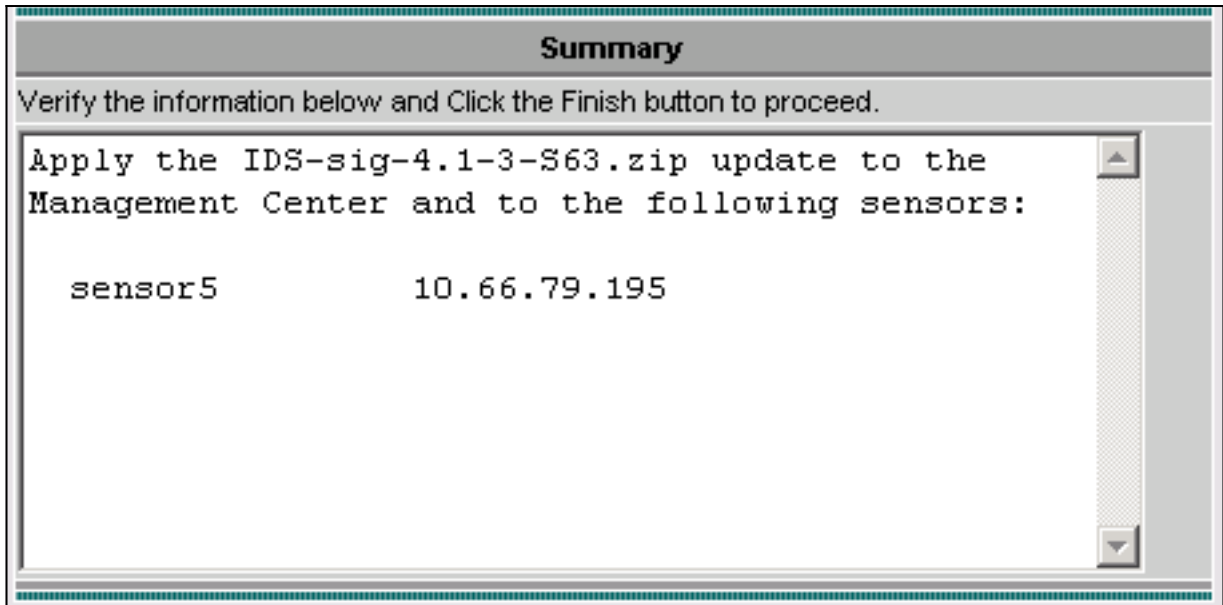 Summary
Verify the information below and Click the Finish button to proceed.
Apply the IDS-sig-4.1-3-S63.zip update to the
Management Center and to the following sensors:
sensor5 10.66.79.195